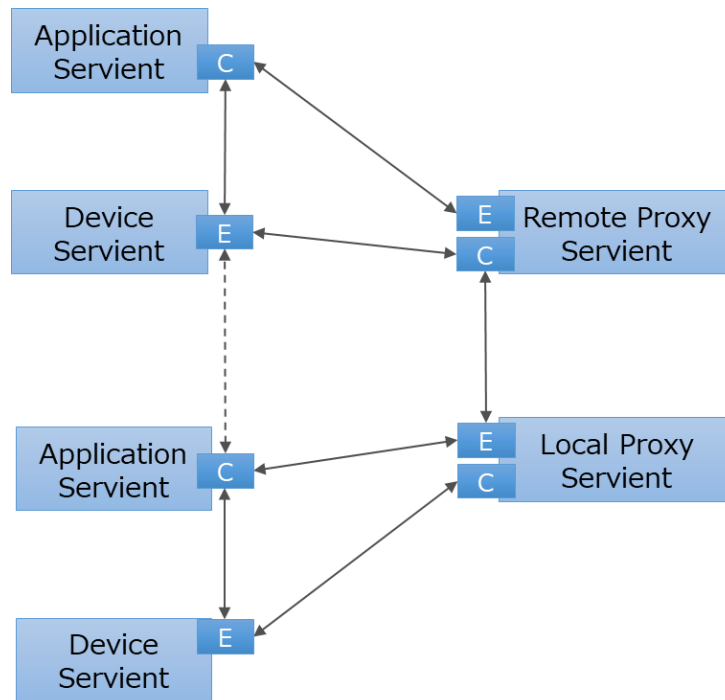 Application
Servient
C
Device
Servient
E
E
Remote Proxy
Servient
C
Application
Servient
C
E
Local Proxy
Servient
C
Device
Servient
E